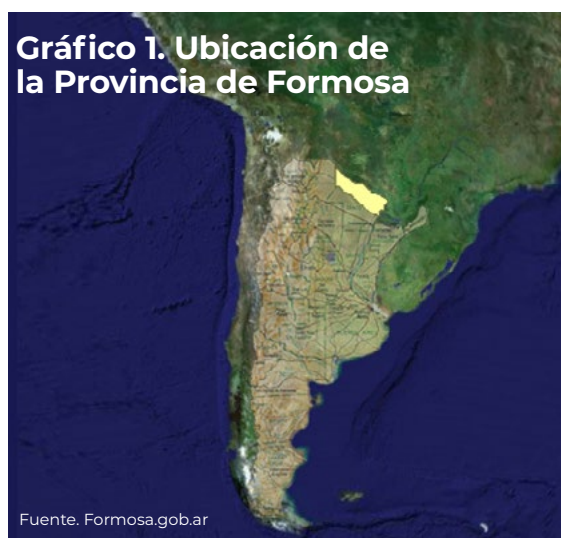 Gráfico 1. Ubicación de
la Provincia de Formosa
Fuente. Formosa.gob.ar